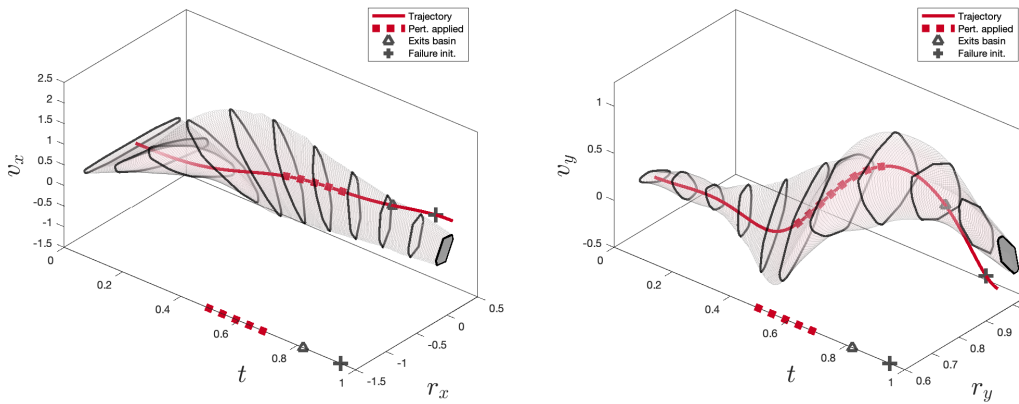 Trajectory
Pert. applied
Exits basin
Failure init.
2.5
2
1.5
1
0.5
0
-0.5
-1
-1.5
v_x
0
0.2
0.4
0.6
0.8
1
t
-1.5
-1
-0.5
0
0.5
r_x
Trajectory
Pert. applied
Exits basin
Failure init.
1
0.5
0
-0.5
v_y
0
0.2
0.4
0.6
0.8
1
t
0.6
0.7
0.8
0.9
r_y